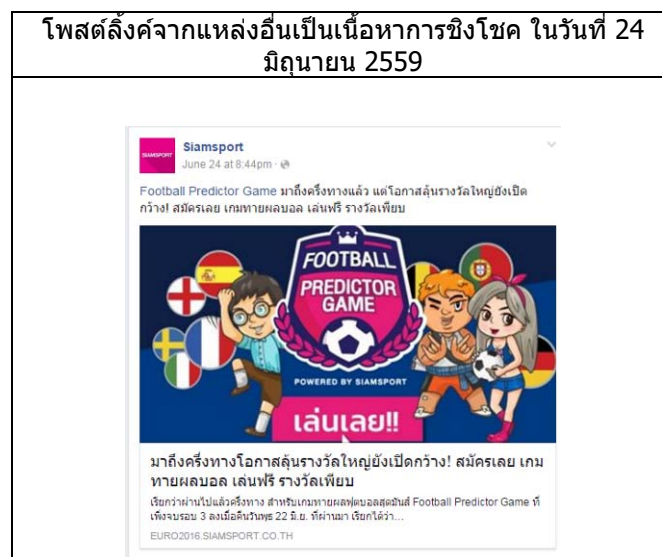 โพสต์ลิ้งค์จากแหล่งอื่นเป็นเนื้อหาการชิงโชค ในวันที่ 24
มิถุนายน 2559
SIAMSPORT
Siamsport
June 24 at 8:44pm ·
Football Predictor Game มาถึงครึ่งทางแล้ว แต่โอกาสลุ้นรางวัลใหญ่ยังเปิด
กว้าง! สมัครเลย เกมทายผลบอล เล่นฟรี รางวัลเพียบ
FOOTBALL
PREDICTOR
GAME
POWERED BY SIAMSPORT
เล่นเลย!!
มาถึงครึ่งทางโอกาสลุ้นรางวัลใหญ่ยังเปิดกว้าง! สมัครเลย เกม
ทายผลบอล เล่นฟรี รางวัลเพียบ
เรียกว่าผ่านไปแล้วครึ่งทาง สำหรับเกมทายผลฟุตบอลสุดมันส์ Football Predictor Game ที่
เพิ่งจบรอบ 3 ลงเมื่อคืนวันพุธ 22 มิ.ย. ที่ผ่านมา เรียกได้ว่า...
EURO2016.SIAMSPORT.CO.TH